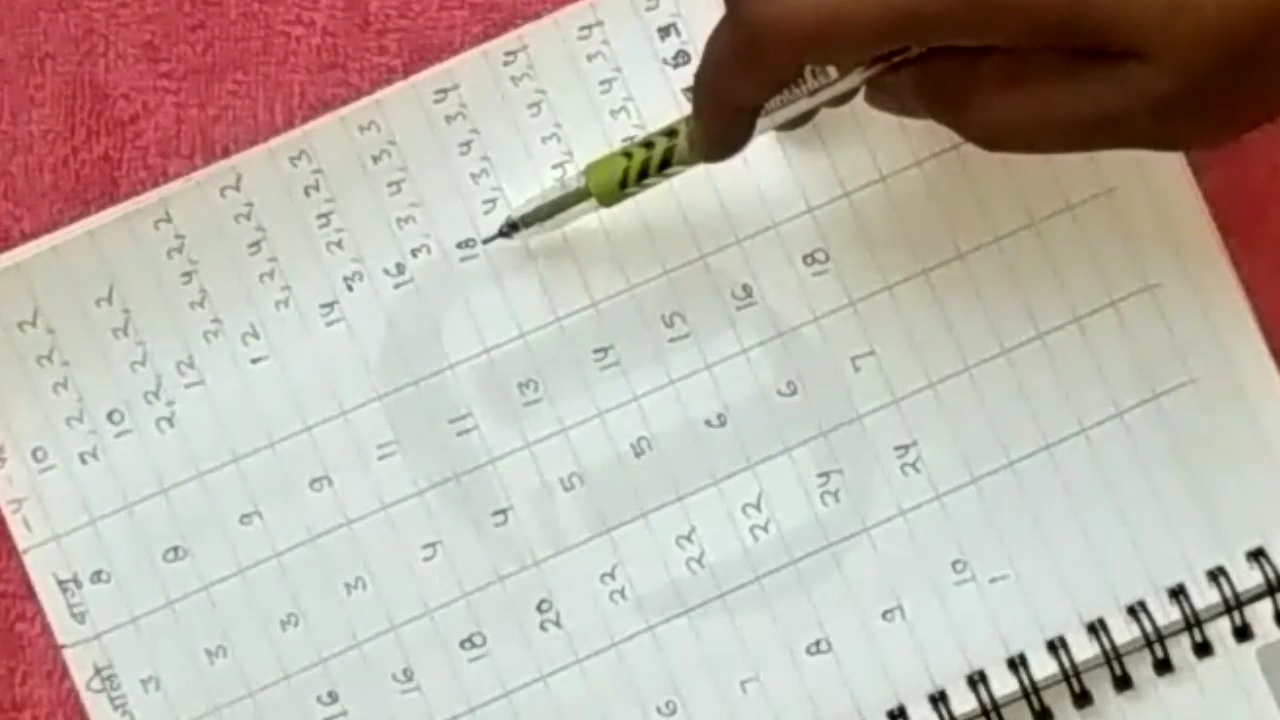 3 8 10
2,2,2,2,2
3 8 10
2,2,2,2,2
16 3 9 12
2,2,4,2,2
16 3 9 12
2,2,4,2,2
18 4 11 14
3,2,4,2,3
20 4 11 16
3,3,4,3,3
6 22 5 13 18
4,3,4,3,4
7 22 5 14
4,3,4,3,4
8 22 6 15
4,3,4,3,4
9 24 6 16
10 24 7 18